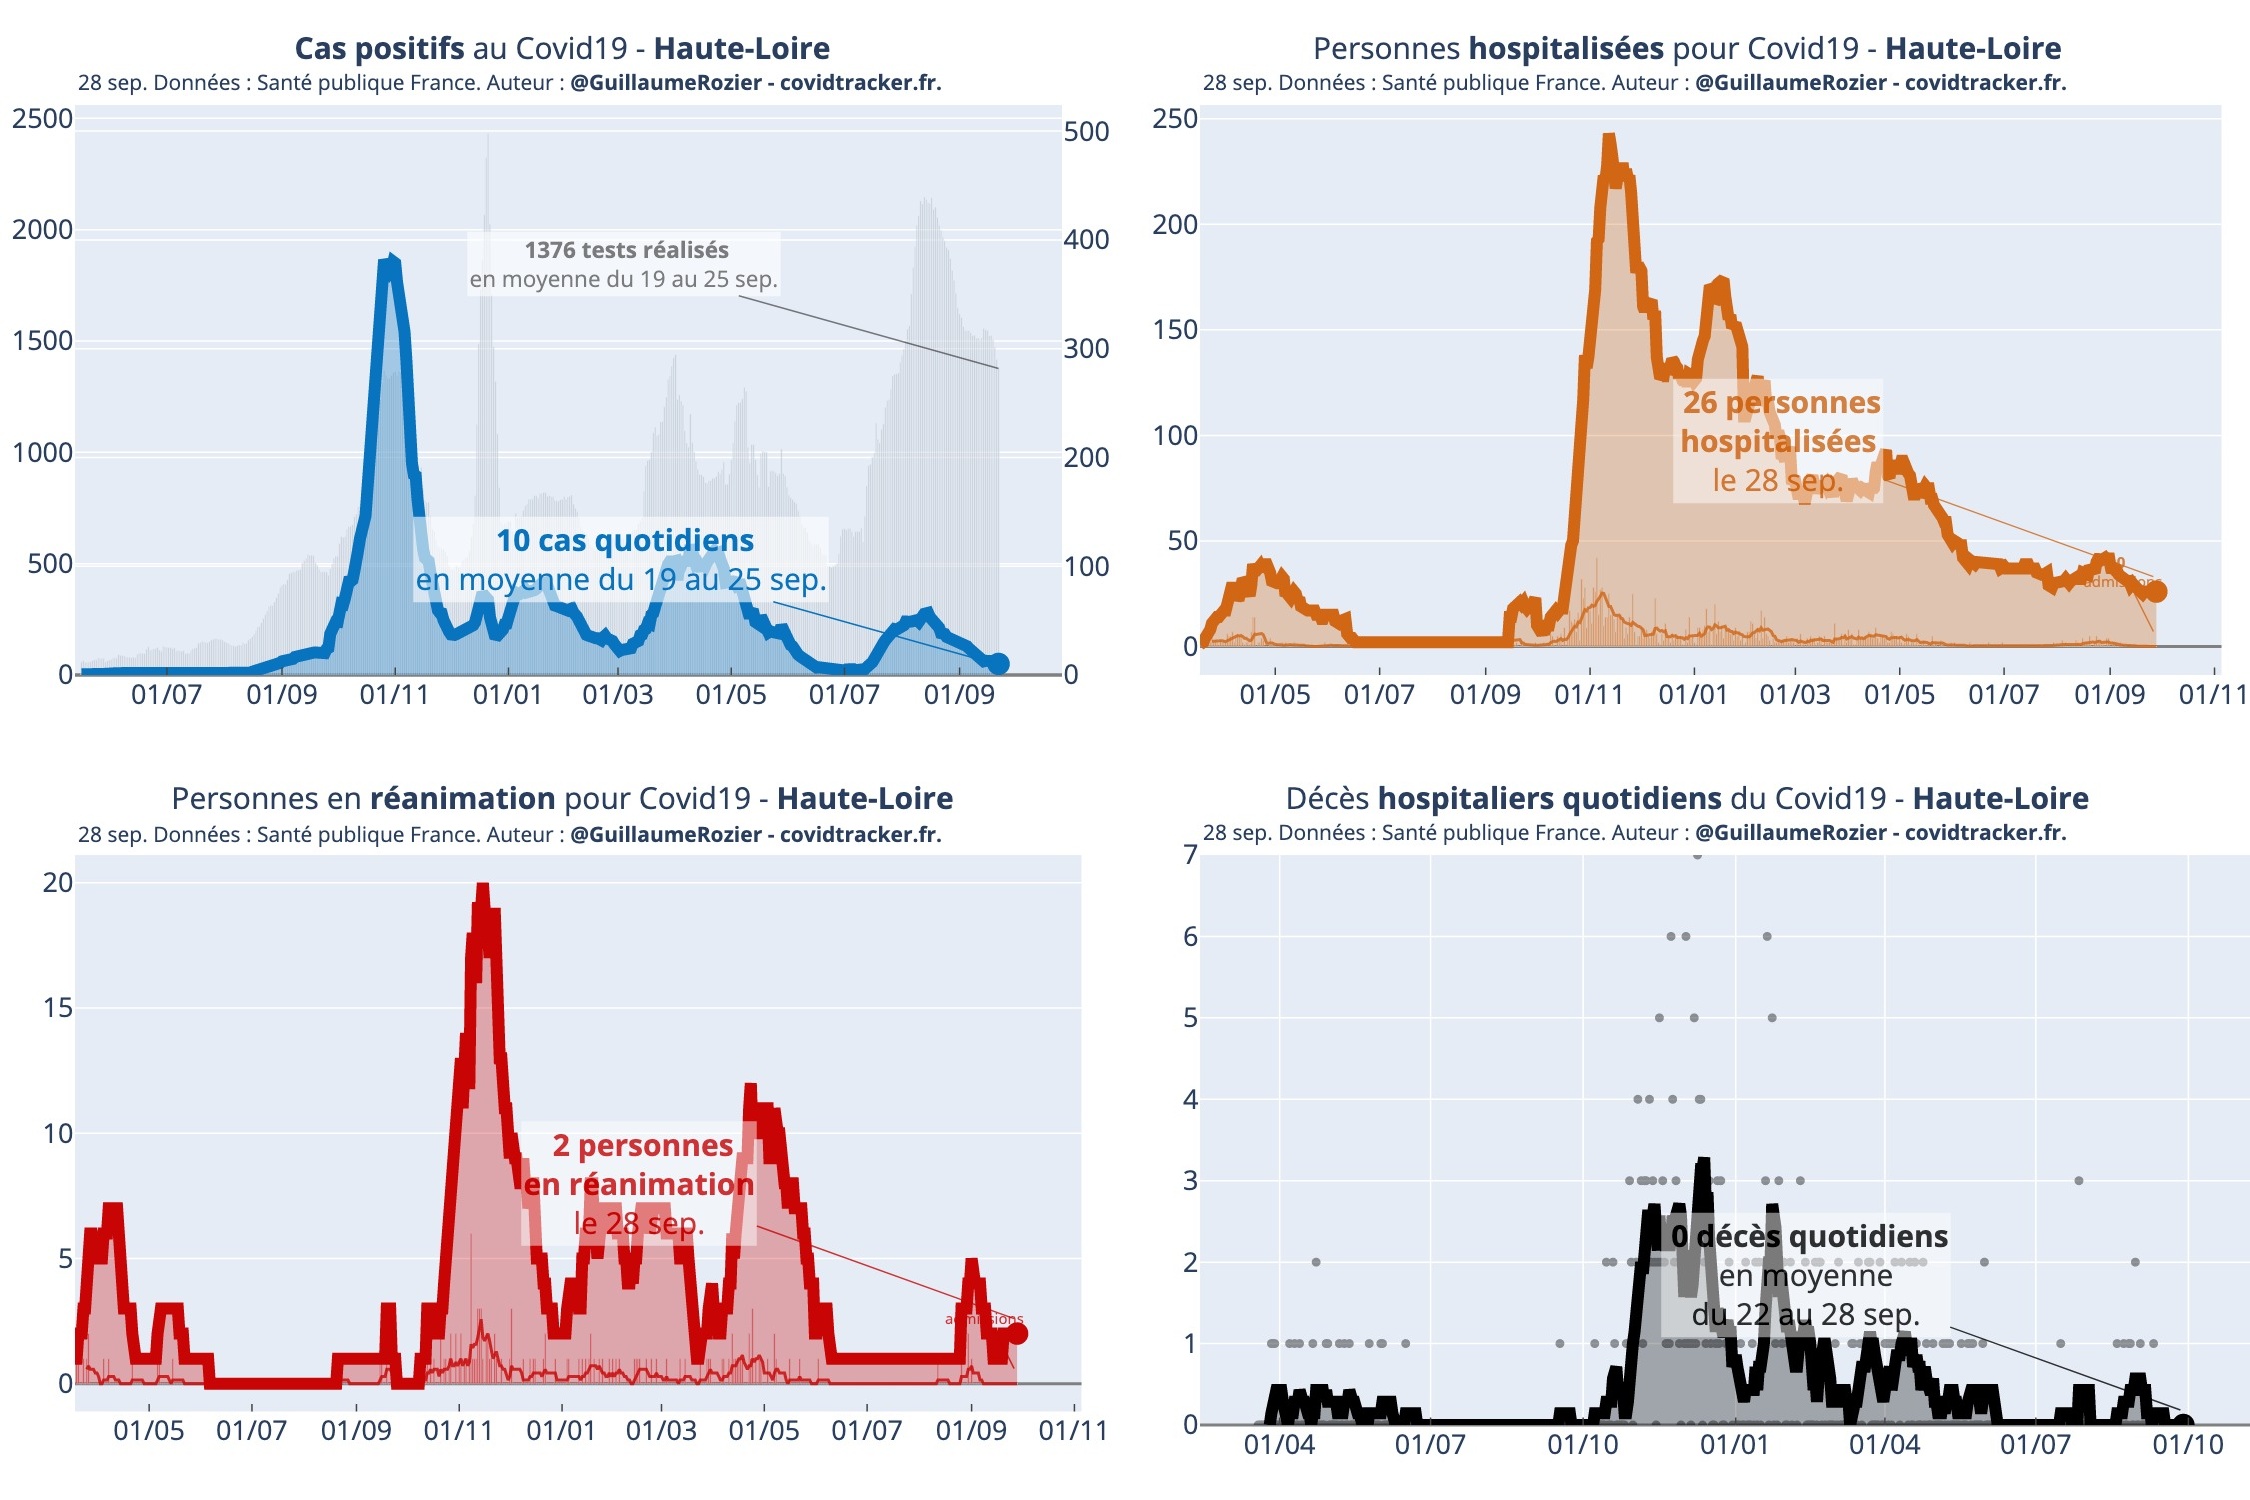 Cas positifs au Covid19 - Haute-Loire
28 sep. Données : Santé publique France. Auteur : @GuillaumeRozier - covidtracker.fr.
2500
2000
1500
1000
500
0
500
400
300
200
100
0
1376 tests réalisés
en moyenne du 19 au 25 sep.
10 cas quotidiens
en moyenne du 19 au 25 sep.
01/07 01/09 01/11 01/01 01/03 01/05 01/07 01/09
Personnes hospitalisées pour Covid19 - Haute-Loire
28 sep. Données : Santé publique France. Auteur : @GuillaumeRozier - covidtracker.fr.
250
200
150
100
50
0
26 personnes
hospitalisées
le 28 sep.
0
admissions
01/05 01/07 01/09 01/11 01/01 01/03 01/05 01/07 01/09 01/11
Personnes en réanimation pour Covid19 - Haute-Loire
28 sep. Données : Santé publique France. Auteur : @GuillaumeRozier - covidtracker.fr.
20
15
10
5
0
2 personnes
en réanimation
le 28 sep.
admissions
01/05 01/07 01/09 01/11 01/01 01/03 01/05 01/07 01/09 01/11
Décès hospitaliers quotidiens du Covid19 - Haute-Loire
28 sep. Données : Santé publique France. Auteur : @GuillaumeRozier - covidtracker.fr.
7
6
5
4
3
2
1
0
0 décès quotidiens
en moyenne
du 22 au 28 sep.
01/04 01/07 01/10 01/01 01/04 01/07 01/10